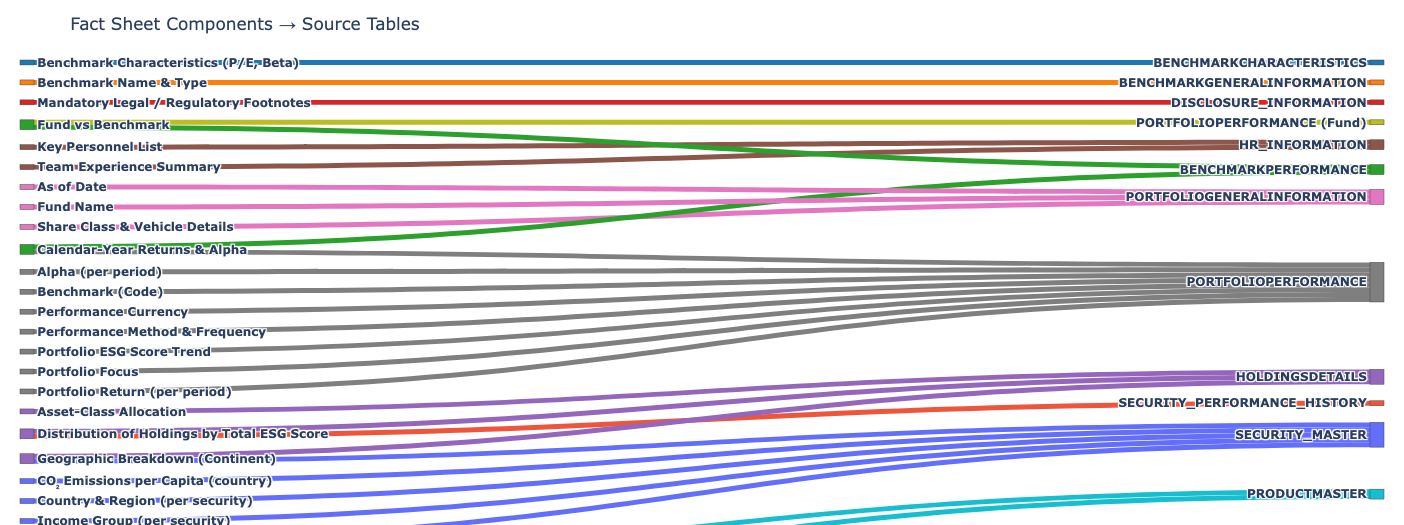 Fact Sheet Components → Source Tables
Benchmark Characteristics (P/E, Beta)
BENCHMARKCHARACTERISTICS
Benchmark Name & Type
BENCHMARKGENERALINFORMATION
Mandatory Legal / Regulatory Footnotes
DISCLOSURE_INFORMATION
Fund vs Benchmark
PORTFOLIOPERFORMANCE (Fund)
Key Personnel List
HR_INFORMATION
Team Experience Summary
BENCHMARKPERFORMANCE
As of Date
PORTFOLIOGENERALINFORMATION
Fund Name
Share Class & Vehicle Details
Calendar-Year Returns & Alpha
Alpha (per period)
PORTFOLIOPERFORMANCE
Benchmark (Code)
Performance Currency
Performance Method & Frequency
Portfolio ESG Score Trend
Portfolio Focus
HOLDINGSDETAILS
Portfolio Return (per period)
SECURITY_PERFORMANCE_HISTORY
Asset-Class Allocation
Distribution of Holdings by Total ESG Score
SECURITY_MASTER
Geographic Breakdown (Continent)
CO₂ Emissions per Capita (country)
PRODUCTMASTER
Country & Region (per security)
Income Group (per security)